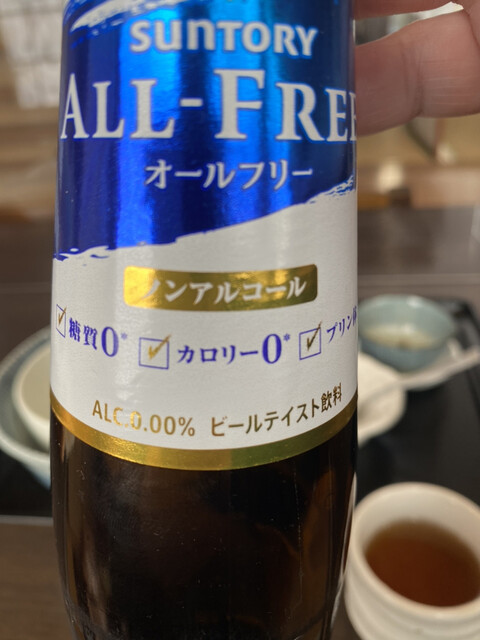 SUNTORY
ALL-FREE
オールフリー
ノンアルコール
糖質0* カロリー0* プリン体
ALC.0.00% ビールテイスト飲料